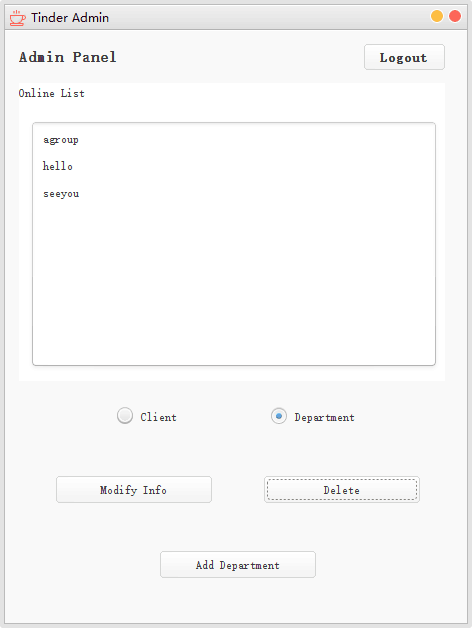 Tinder Admin
Admin Panel
Logout
Online List
agroup
hello
seeyou
Client
Department
Modify Info
Delete
Add Department